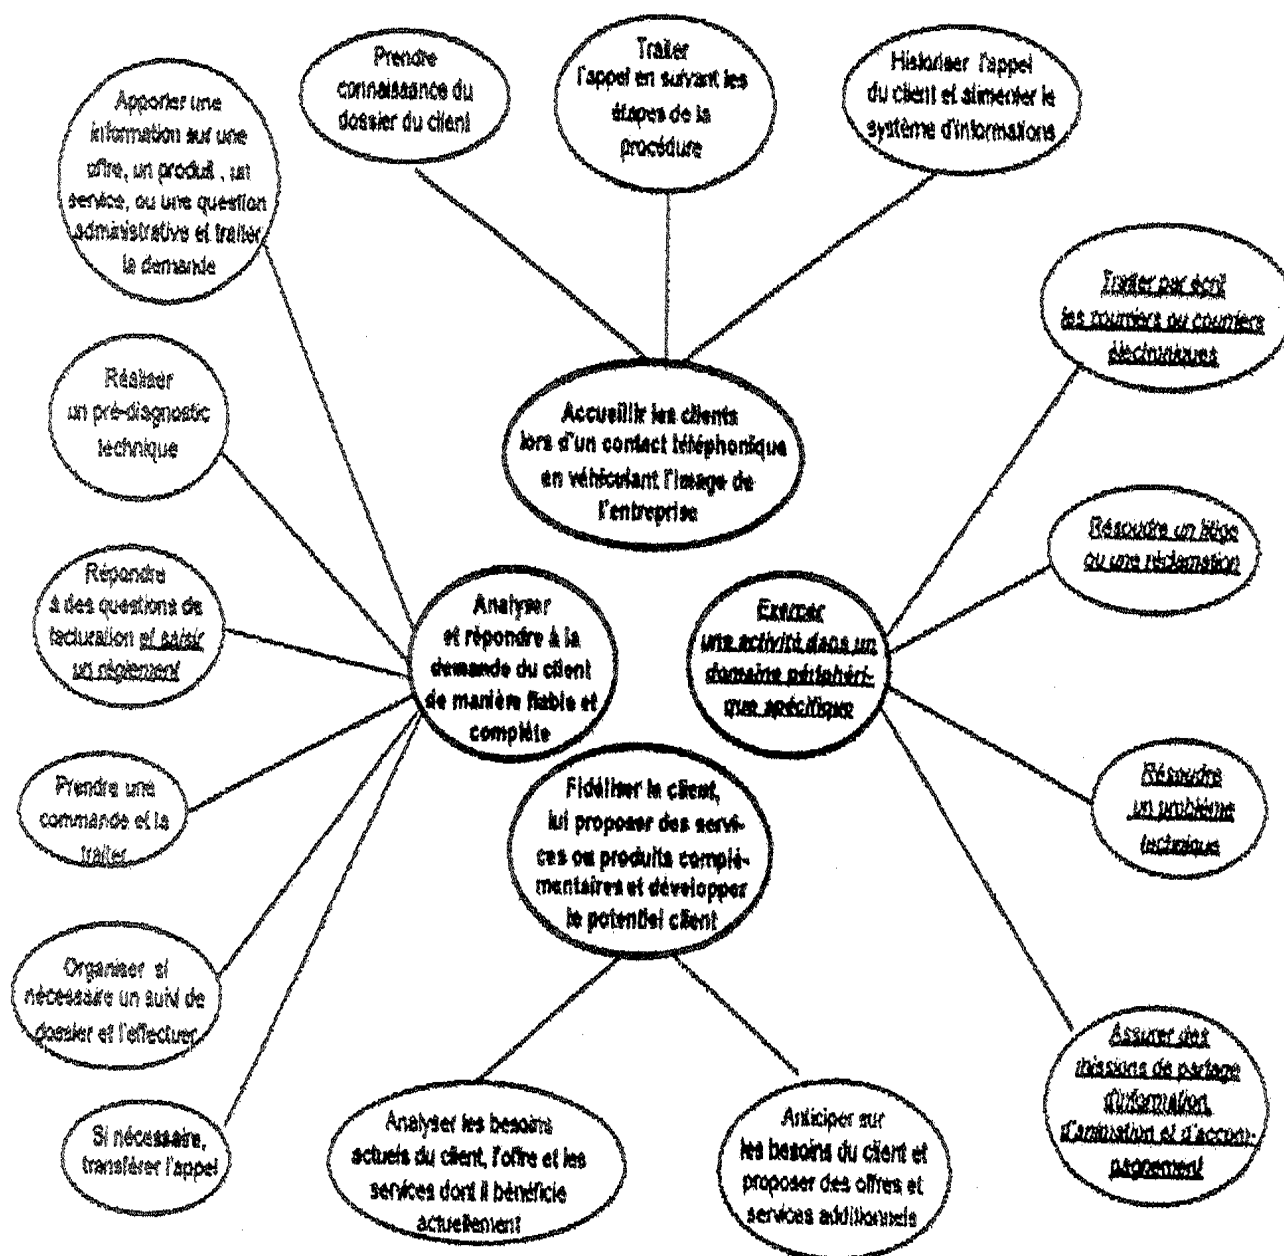 Prendre
connaissance du
dossier du client
Traiter
l'appel en suivant les
étapes de la
procédure
Historiser l'appel
du client et alimenter le
système d'informations
Apporter une
information sur une
offre, un produit, un
service, ou une question
administrative et traiter
la demande
Traiter par écrit
les courriers ou courriers
électroniques
Réaliser
un pré-diagnostic
technique
Accueillir les clients
lors d'un contact téléphonique
en véhiculant l'image de
l'entreprise
Résoudre un litige
ou une réclamation
Répondre
à des questions de
facturation et saisir
un règlement
Analyser
et répondre à la
demande du client
de manière fiable et
complète
Exercer
une activité dans un
domaine périphéri-
que spécifique
Prendre une
commande et la
traiter
Fidéliser le client,
lui proposer des servi-
ces ou produits complé-
mentaires et développer
le potentiel client
Résoudre
un problème
technique
Organiser si
nécessaire un suivi de
dossier et l'effectuer
Assurer des
missions de partage
d'information,
d'animation et d'accom-
pagnement
Si nécessaire,
transférer l'appel
Analyser les besoins
actuels du client, l'offre et les
services dont il bénéficie
actuellement
Anticiper sur
les besoins du client et
proposer des offres et
services additionnels